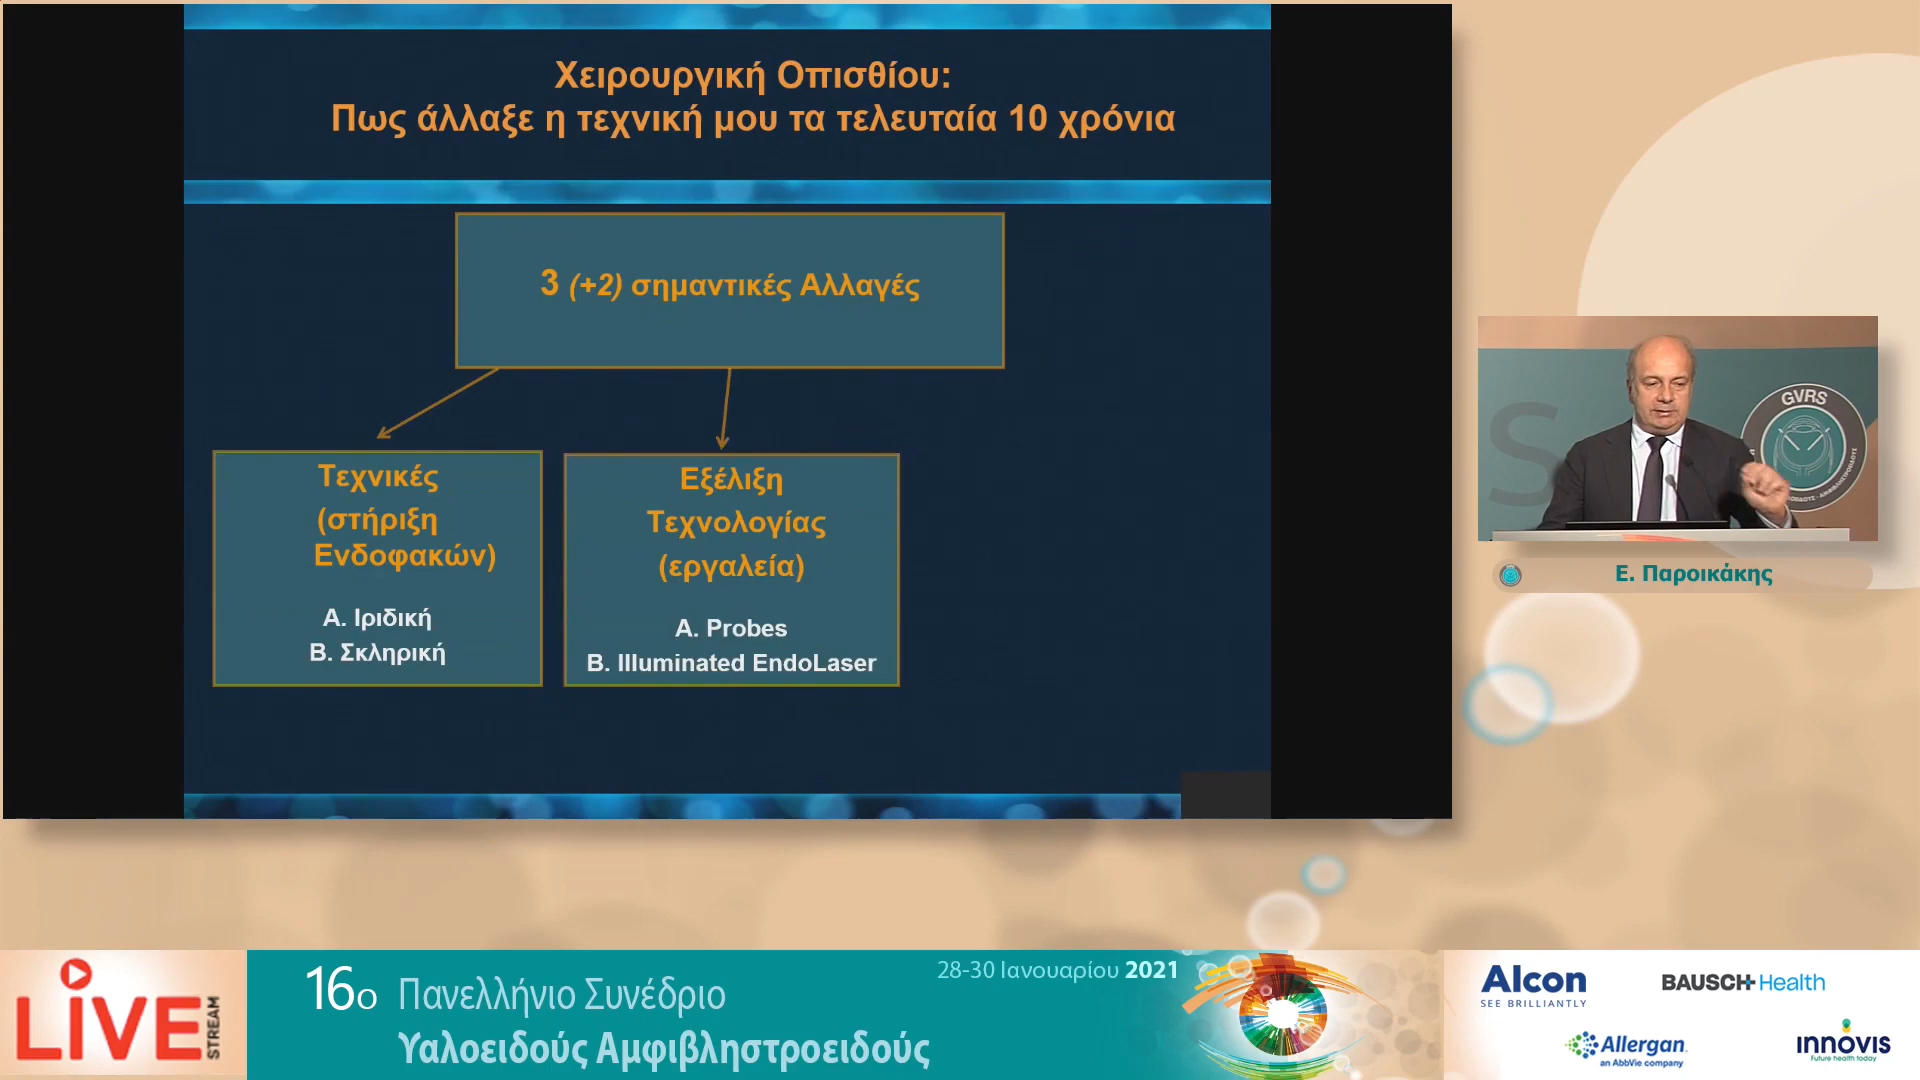 Χειρουργική Οπισθίου:
Πως άλλαξε η τεχνική μου τα τελευταία 10 χρόνια
3 (+2) σημαντικές Αλλαγές
Τεχνικές
(στήριξη
Ενδοφακών)
Α. Ιριδική
Β. Σκληρική
Εξέλιξη
Τεχνολογίας
(εργαλεία)
A. Probes
B. Illuminated EndoLaser
S
GVRS
Ε. Παροικάκης
LIVE
STREAM
16ο Πανελλήνιο Συνέδριο
Υαλοειδούς Αμφιβληστροειδούς
28-30 Ιανουαρίου 2021
Alcon
SEE BRILLIANTLY
BAUSCH+Health
Allergan
an AbbVie company
innovis
Future health today